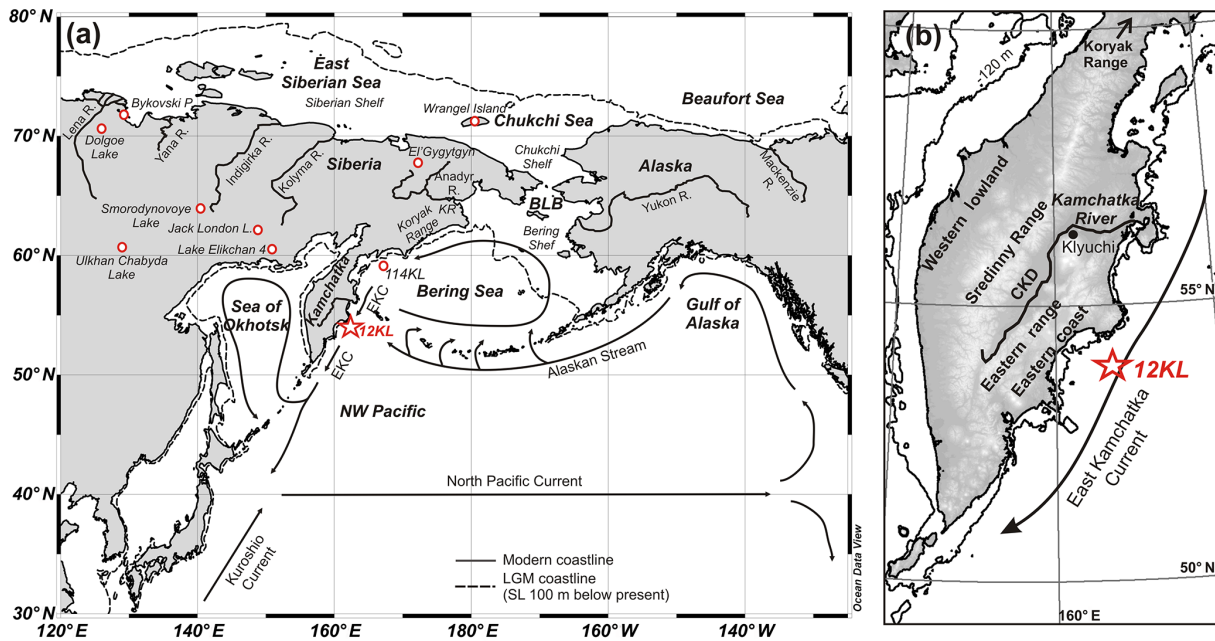 (a)
80° N
70° N
60° N
50° N
40° N
30° N
120° E
140° E
160° E
180° E
160° W
140° W
East
Siberian Sea
Siberian Shelf
Beaufort Sea
Wrangel Island
Chukchi Sea
Bykovski P.
Lena R.
Dolgoe
Lake
Yana R.
Indigirka R.
Kolyma R.
Siberia
El'Gygytgyn
Anadyr
R.
Chukchi
Shelf
Alaska
Mackenzie
R.
Smorodynovoye
Lake
Jack London L.
Lake Elikchan 4
Ulkhan Chabyda
Lake
Koryak
Range
KR
BLB
Bering
Shef
Yukon R.
Kamchatka
114KL
EKC
Bering Sea
Sea of
Okhotsk
12KL
EKC
Alaskan Stream
Gulf of
Alaska
NW Pacific
North Pacific Current
Kuroshio
Current
Modern coastline
LGM coastline
(SL 100 m below present)
Ocean Data View
(b)
-120 m
Koryak
Range
Western lowland
Sredinny Range
Kamchatka
River
Klyuchi
CKD
Eastern range
Eastern coast
55° N
12KL
East Kamchatka
Current
50° N
160° E